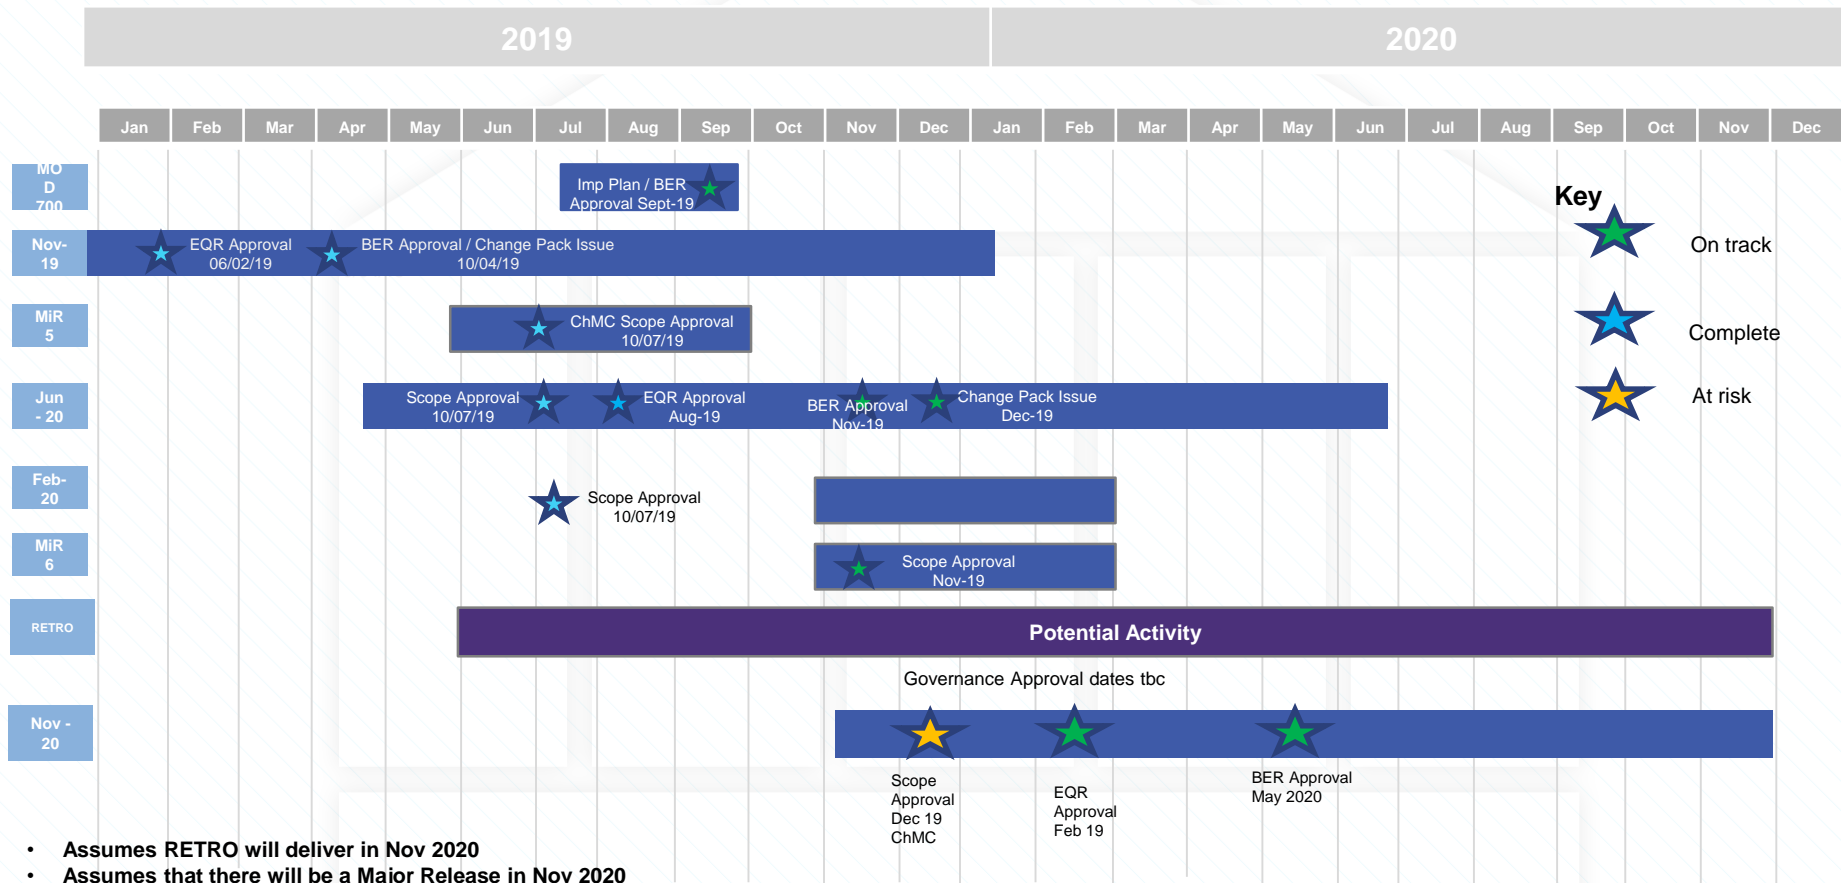 2019
2020
Jan Feb Mar Apr May Jun Jul Aug Sep Oct Nov Dec Jan Feb Mar Apr May Jun Jul Aug Sep Oct Nov Dec
MO
D
700
Imp Plan / BER
Approval Sept-19
Key
On track
Complete
At risk
Nov-
19
EQR Approval
06/02/19
BER Approval / Change Pack Issue
10/04/19
MiR
5
ChMC Scope Approval
10/07/19
Jun
- 20
Scope Approval
10/07/19
EQR Approval
Aug-19
BER Approval
Nov-19
Change Pack Issue
Dec-19
Feb-
20
Scope Approval
10/07/19
MiR
6
Scope Approval
Nov-19
RETRO
Potential Activity
Governance Approval dates tbc
Nov -
20
Scope
Approval
Dec 19
ChMC
EQR
Approval
Feb 19
BER Approval
May 2020
• Assumes RETRO will deliver in Nov 2020
• Assumes that there will be a Major Release in Nov 2020